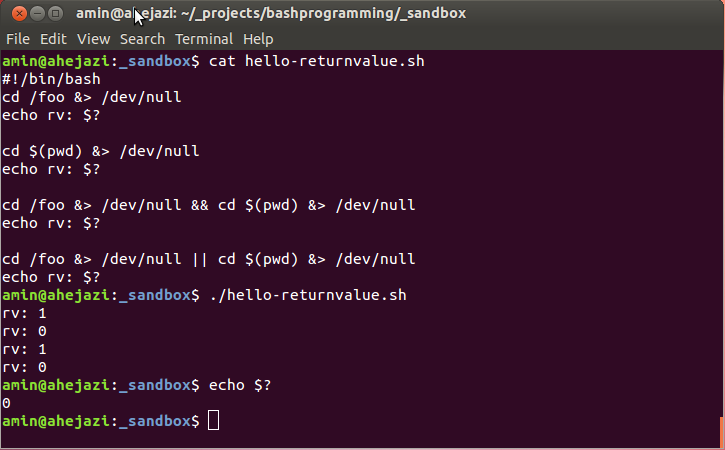 amin@ahejazi: ~/_projects/bashprogramming/_sandbox
File Edit View Search Terminal Help
amin@ahejazi:_sandbox$ cat hello-returnvalue.sh
#!/bin/bash
cd /foo &> /dev/null
echo rv: $?

cd $(pwd) &> /dev/null
echo rv: $?

cd /foo &> /dev/null && cd $(pwd) &> /dev/null
echo rv: $?

cd /foo &> /dev/null || cd $(pwd) &> /dev/null
echo rv: $?
amin@ahejazi:_sandbox$ ./hello-returnvalue.sh
rv: 1
rv: 0
rv: 1
rv: 0
amin@ahejazi:_sandbox$ echo $?
0
amin@ahejazi:_sandbox$